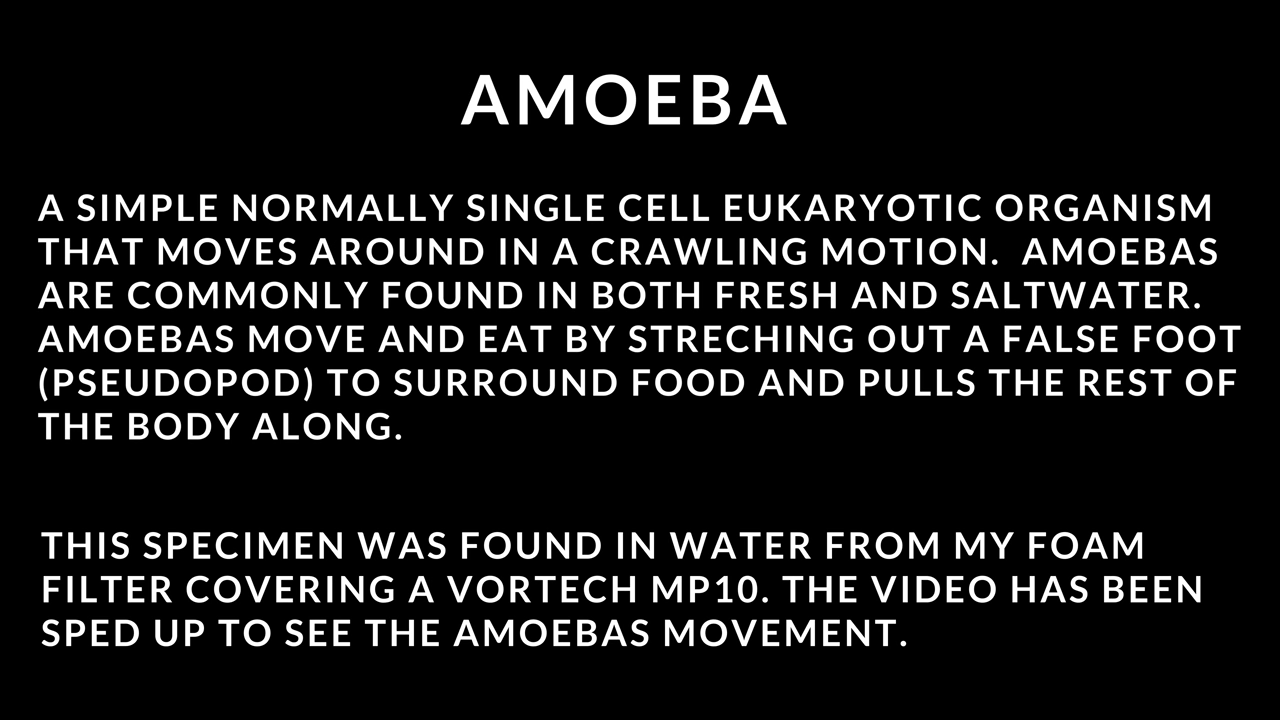 AMOEBA
A SIMPLE NORMALLY SINGLE CELL EUKARYOTIC ORGANISM
THAT MOVES AROUND IN A CRAWLING MOTION.  AMOEBAS
ARE COMMONLY FOUND IN BOTH FRESH AND SALTWATER.
AMOEBAS MOVE AND EAT BY STRECHING OUT A FALSE FOOT
(PSEUDOPOD) TO SURROUND FOOD AND PULLS THE REST OF
THE BODY ALONG.
THIS SPECIMEN WAS FOUND IN WATER FROM MY FOAM
FILTER COVERING A VORTECH MP10. THE VIDEO HAS BEEN
SPED UP TO SEE THE AMOEBAS MOVEMENT.